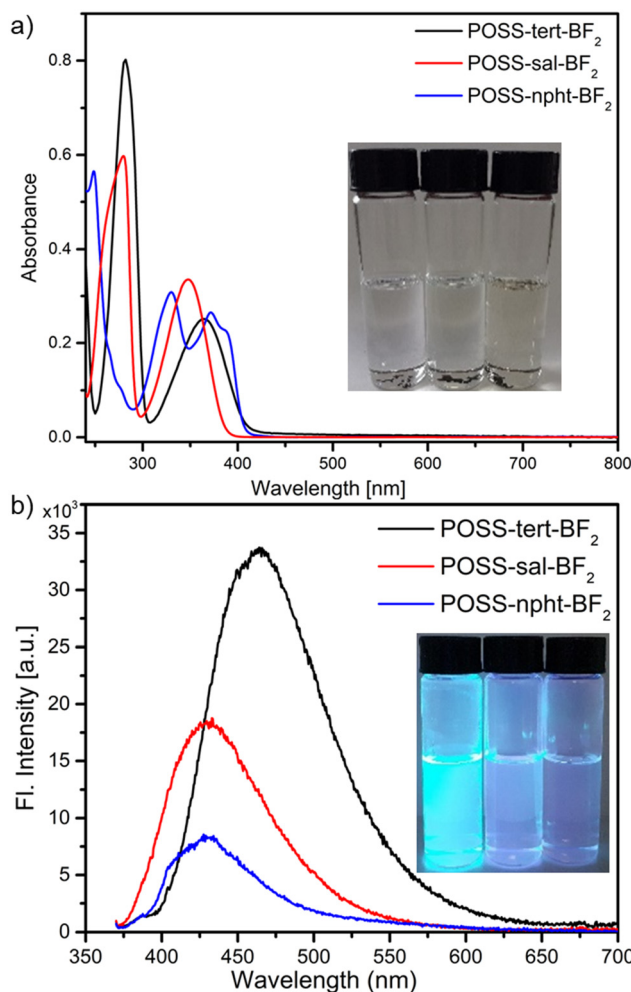 a)
POSS-tert-BF₂
POSS-sal-BF₂
POSS-npht-BF₂
0.8
0.6
0.4
0.2
0.0
Absorbance
300 400 500 600 700 800
Wavelength [nm]
b)
x10³
POSS-tert-BF₂
POSS-sal-BF₂
POSS-npht-BF₂
35
30
25
20
15
10
5
0
Fl. Intensity [a.u.]
350 400 450 500 550 600 650 700
Wavelength (nm)